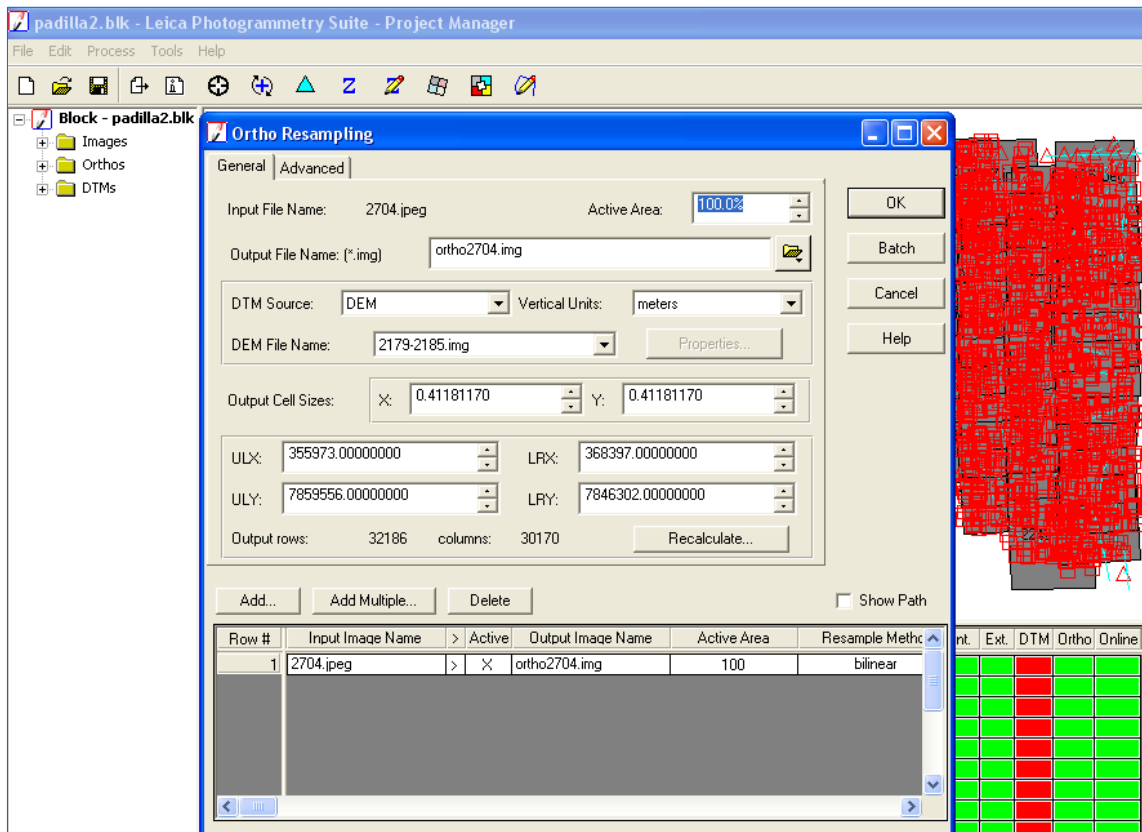 padilla2.blk - Leica Photogrammetry Suite - Project Manager
File Edit Process Tools Help
Block - padilla2.blk
Images
Orthos
DTMs
Ortho Resampling
General Advanced
Input File Name: 2704.jpeg Active Area: 100.0%
Output File Name: (*.img) ortho2704.img
DTM Source: DEM Vertical Units: meters
DEM File Name: 2179-2185.img Properties...
Output Cell Sizes: X: 0.41181170 Y: 0.41181170
ULX: 355973.00000000 LRX: 368397.00000000
ULY: 7859556.00000000 LRY: 7846302.00000000
Output rows: 32186 columns: 30170 Recalculate...
OK
Batch
Cancel
Help
Add... Add Multiple... Delete Show Path
Row # Input Image Name > Active Output Image Name Active Area Resample Metho
1 2704.jpeg > X ortho2704.img 100 bilinear
nt. Ext. DTM Ortho Online